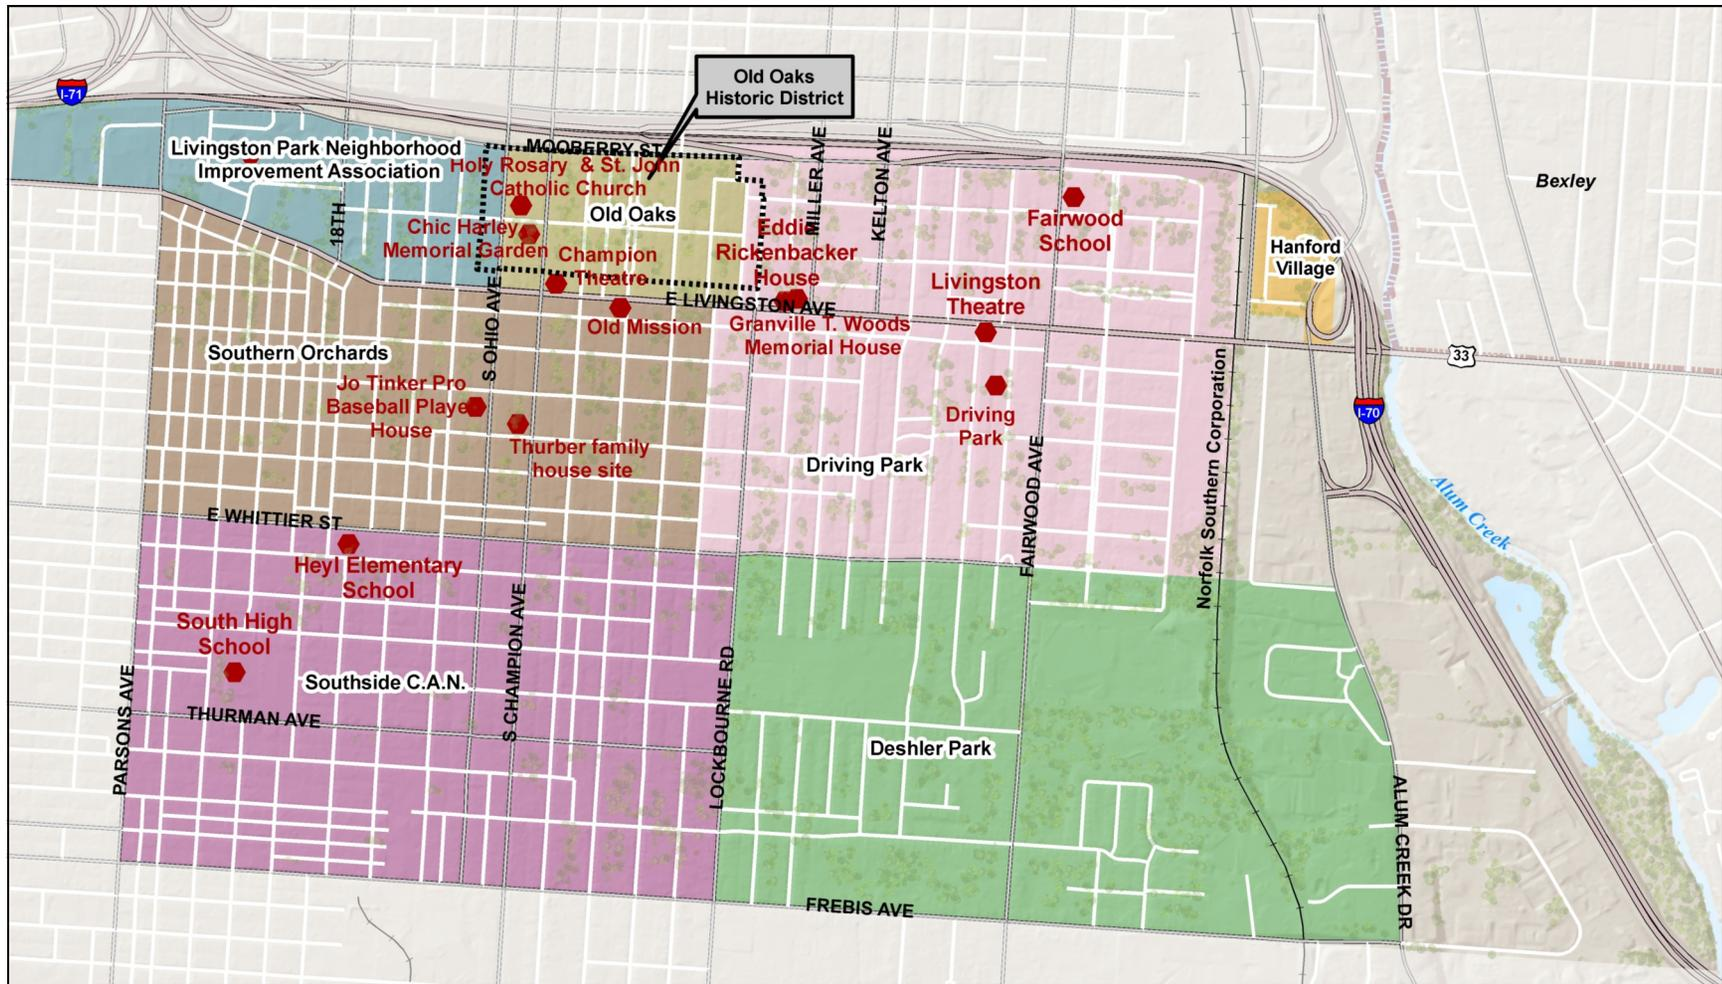 Old Oaks
Historic District
I-71
MOOBERRY ST
Livingston Park Neighborhood
Improvement Association
Holy Rosary & St. John
Catholic Church
MILLER AVE
KELTON AVE
Bexley
Old Oaks
18TH
Chic Harley
Memorial Garden
Champion
Theatre
Eddie
Rickenbacker
House
Fairwood
School
Hanford
Village
Livingston
Theatre
E LIVINGSTON AVE
Old Mission
Granville T. Woods
Memorial House
S OHIO AVE
Southern Orchards
33
Jo Tinker Pro
Baseball Playe
House
Driving
Park
I-70
Thurber family
house site
Driving Park
FAIRWOOD AVE
Norfolk Southern Corporation
Alum Creek
E WHITTIER ST
Heyl Elementary
School
South High
School
Southside C.A.N.
S CHAMPION AVE
LOCKBOURNE RD
PARSONS AVE
THURMAN AVE
Deshler Park
ALUM CREEK DR
FREBIS AVE